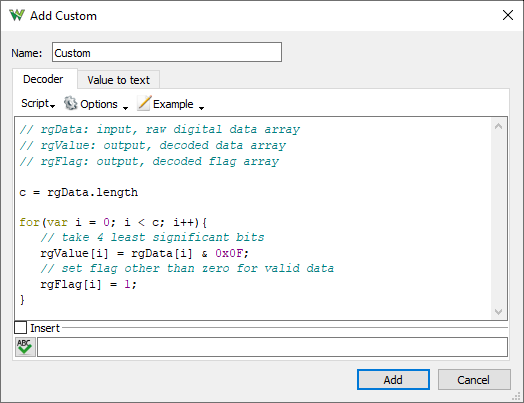 Add Custom
Name: Custom
Decoder Value to text
Script Options Example
// rgData: input, raw digital data array
// rgValue: output, decoded data array
// rgFlag: output, decoded flag array
c = rgData.length
for(var i = 0; i < c; i++){
// take 4 least significant bits
rgValue[i] = rgData[i] & 0x0F;
// set flag other than zero for valid data
rgFlag[i] = 1;
}
Insert
ABC
Add Cancel